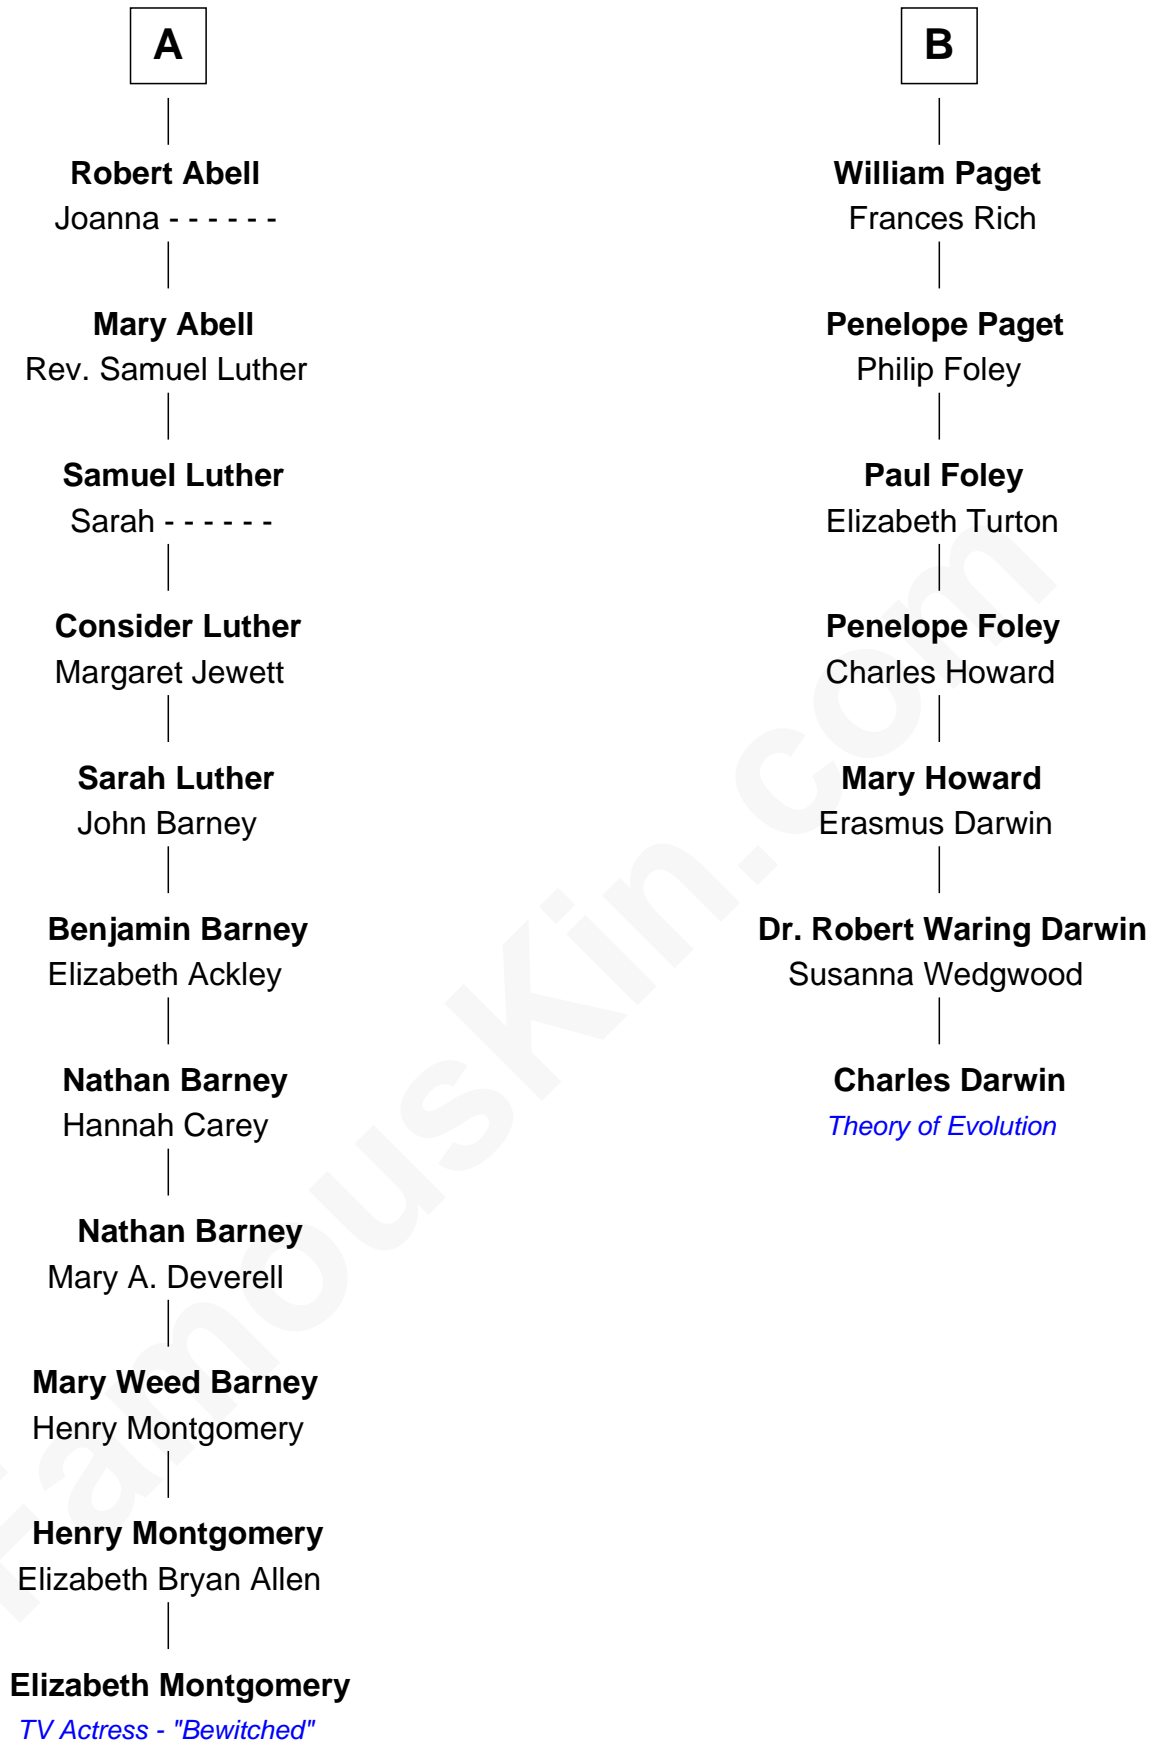 A
Robert Abell
Joanna - - - - - -
Mary Abell
Rev. Samuel Luther
Samuel Luther
Sarah - - - - - -
Consider Luther
Margaret Jewett
Sarah Luther
John Barney
Benjamin Barney
Elizabeth Ackley
Nathan Barney
Hannah Carey
Nathan Barney
Mary A. Deverell
Mary Weed Barney
Henry Montgomery
Henry Montgomery
Elizabeth Bryan Allen
Elizabeth Montgomery
TV Actress - "Bewitched"
B
William Paget
Frances Rich
Penelope Paget
Philip Foley
Paul Foley
Elizabeth Turton
Penelope Foley
Charles Howard
Mary Howard
Erasmus Darwin
Dr. Robert Waring Darwin
Susanna Wedgwood
Charles Darwin
Theory of Evolution
FamousKin.com